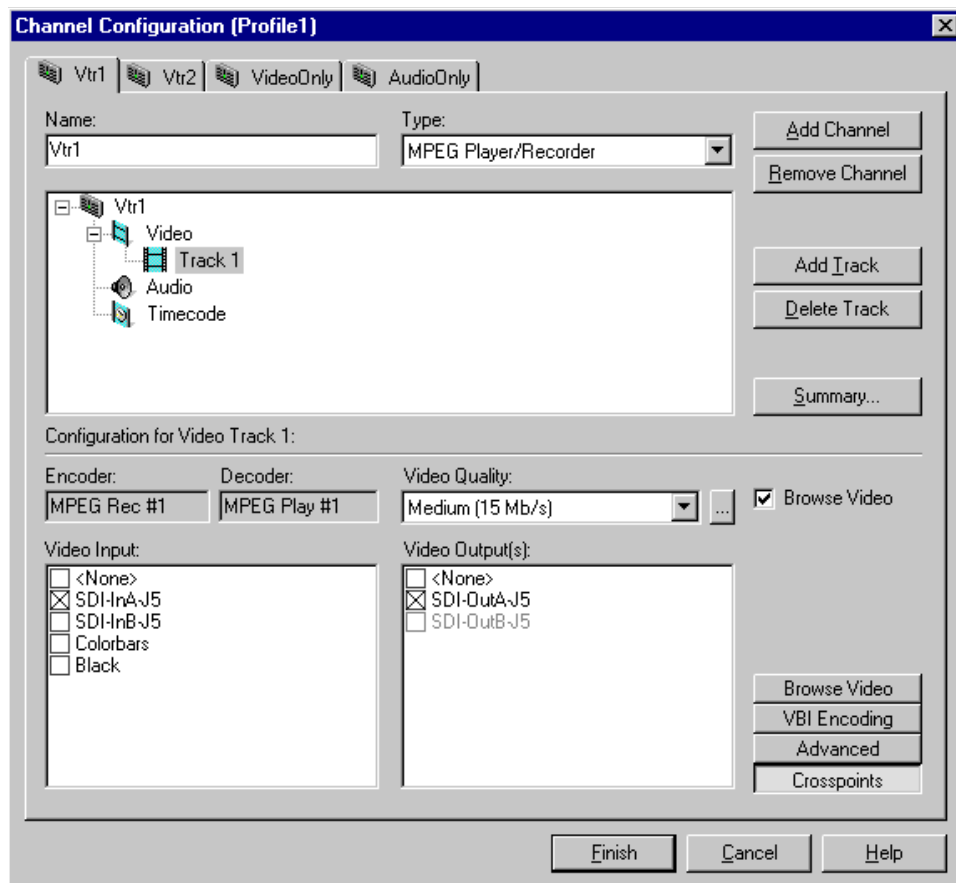 Channel Configuration (Profile1)
Vtr1 Vtr2 VideoOnly AudioOnly
Name: Type:
Vtr1 MPEG Player/Recorder
Add Channel
Remove Channel
Vtr1
Video
Track 1
Audio
Timecode
Add Track
Delete Track
Summary...
Configuration for Video Track 1:
Encoder: Decoder: Video Quality:
MPEG Rec #1 MPEG Play #1 Medium (15 Mb/s) ... Browse Video
Video Input:
<None>
SDI-InA-J5
SDI-InB-J5
Colorbars
Black
Video Output(s):
<None>
SDI-OutA-J5
SDI-OutB-J5
Browse Video
VBI Encoding
Advanced
Crosspoints
Finish Cancel Help